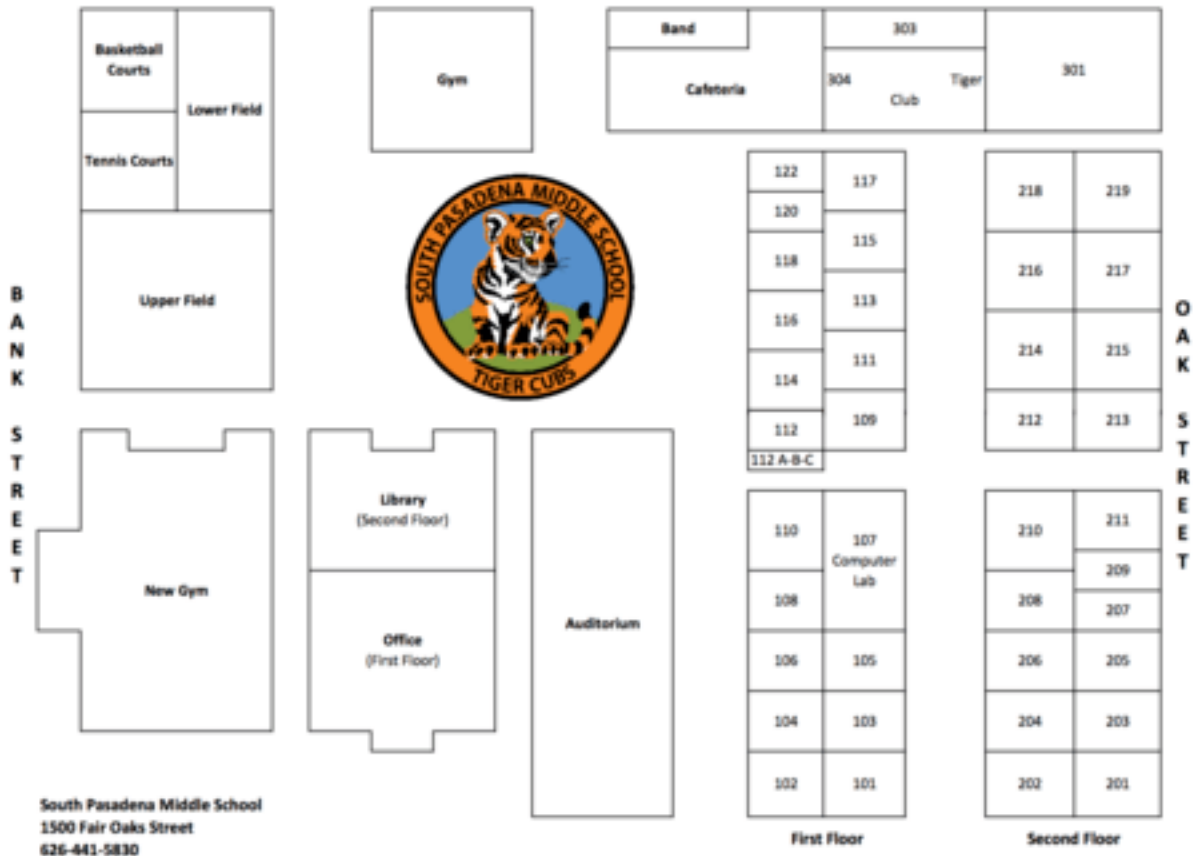 Basketball
Courts
Lower Field
Tennis Courts
Upper Field
Gym
Band
Cafeteria
303
304 Tiger
Club
301
SOUTH PASADENA MIDDLE SCHOOL
TIGER CUBS
BANK STREET
122
120
118
116
114
112
112 A-B-C
117
115
113
111
109
218
219
216
217
214
215
212
213
OAK STREET
New Gym
Library
(Second Floor)
Office
(First Floor)
Auditorium
110
108
106
104
102
107
Computer
Lab
105
103
101
210
208
206
204
202
211
209
207
205
203
201
First Floor
Second Floor
South Pasadena Middle School
1500 Fair Oaks Street
626-441-5830